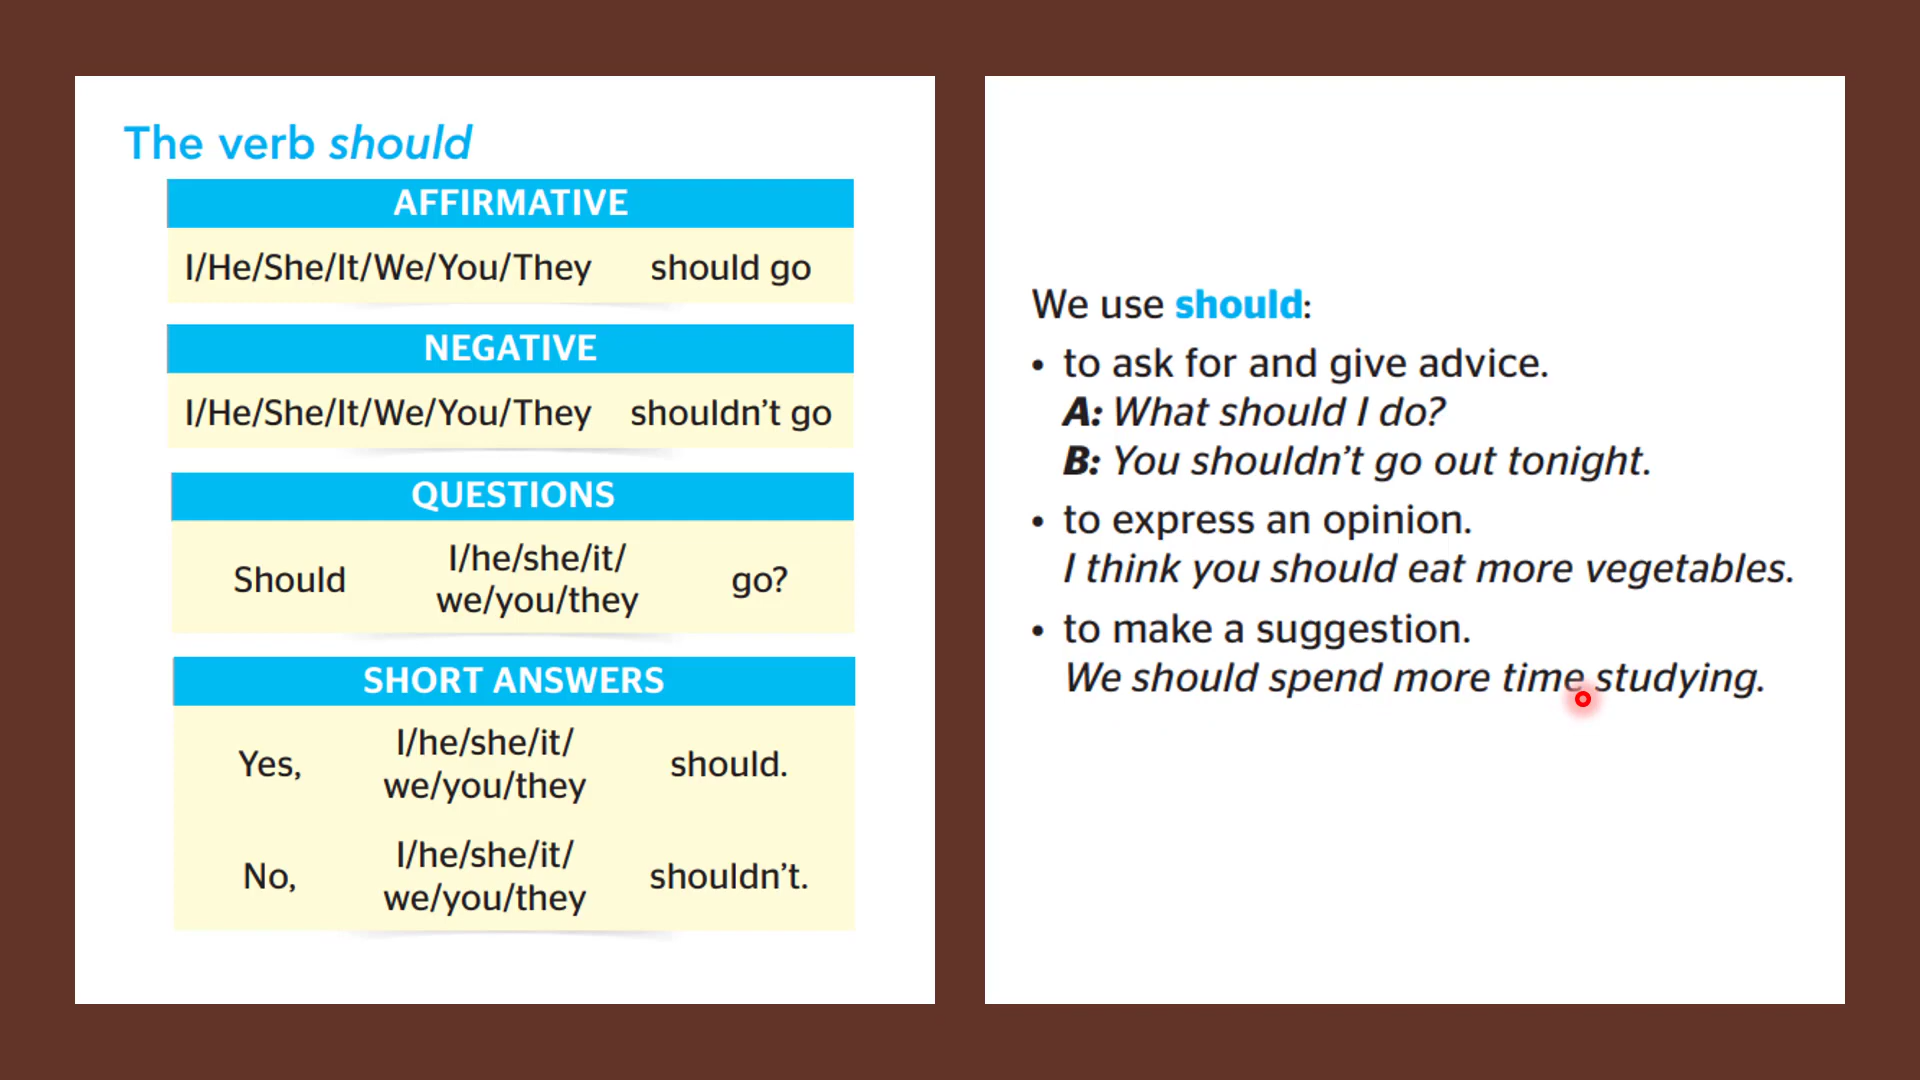 The verb should
AFFIRMATIVE
I/He/She/It/We/You/They should go
NEGATIVE
I/He/She/It/We/You/They shouldn't go
QUESTIONS
Should I/he/she/it/
we/you/they go?
SHORT ANSWERS
Yes, I/he/she/it/
we/you/they should.
No, I/he/she/it/
we/you/they shouldn't.
We use should:
• to ask for and give advice.
A: What should I do?
B: You shouldn't go out tonight.
• to express an opinion.
I think you should eat more vegetables.
• to make a suggestion.
We should spend more time studying.